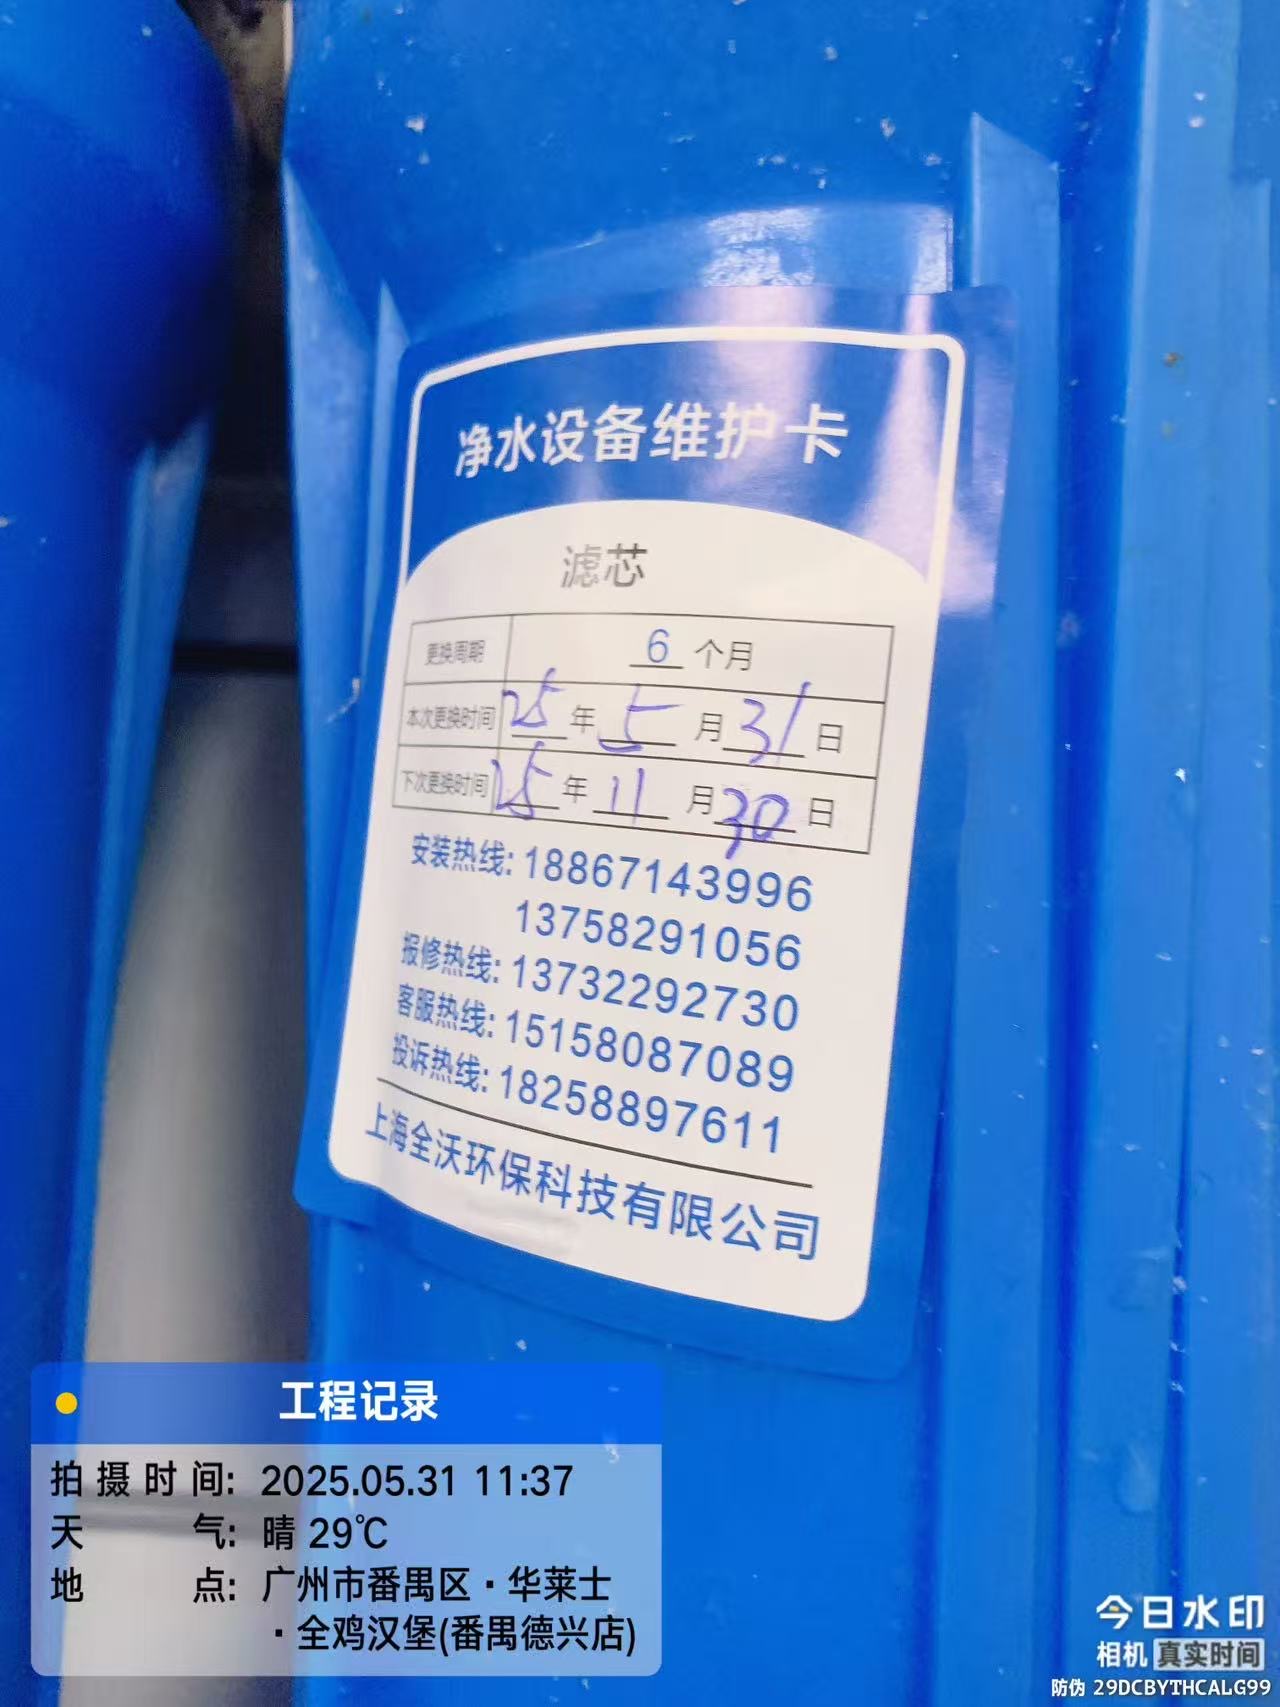 净水设备维护卡
滤芯
更换周期 6 个月
本次更换时间 25 年 5 月 31 日
下次更换时间 25 年 11 月 30 日
安装热线: 18867143996
13758291056
报修热线: 13732292730
客服热线: 15158087089
投诉热线: 18258897611
上海全沃环保科技有限公司
工程记录
拍摄时间: 2025.05.31 11:37
天气: 晴 29℃
地点: 广州市番禺区·华莱士
·全鸡汉堡(番禺德兴店)
今日水印
相机 真实时间
防伪 29DCBYTHCALG99